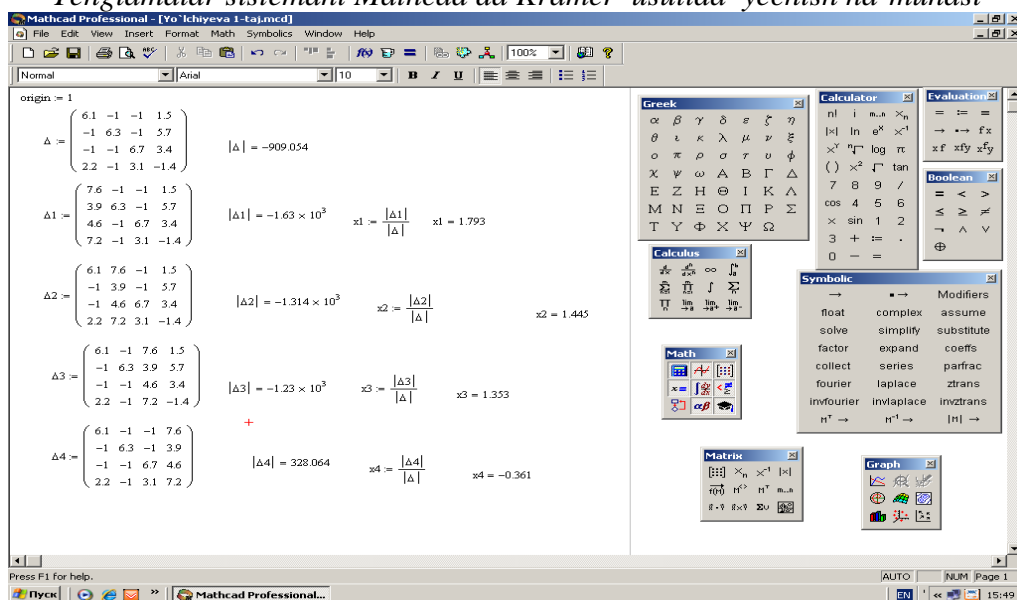 Tenglamalar sistemani Mathcad da Kramer usulida yechish na'munasi
Mathcad Professional - [Yo`lchiyeva 1-taj.mcd]
File Edit View Insert Format Math Symbolics Window Help
100%
Normal Arial 10 B I U
origin := 1
Δ := ( 6.1 -1 -1 1.5
-1 6.3 -1 5.7
-1 -1 6.7 3.4
2.2 -1 3.1 -1.4 )
|Δ| = -909.054
Δ1 := ( 7.6 -1 -1 1.5
3.9 6.3 -1 5.7
4.6 -1 6.7 3.4
7.2 -1 3.1 -1.4 )
|Δ1| = -1.63 × 10³ x1 := |Δ1| / |Δ| x1 = 1.793
Δ2 := ( 6.1 7.6 -1 1.5
-1 3.9 -1 5.7
-1 4.6 6.7 3.4
2.2 7.2 3.1 -1.4 )
|Δ2| = -1.314 × 10³ x2 := |Δ2| / |Δ| x2 = 1.445
Δ3 := ( 6.1 -1 7.6 1.5
-1 6.3 3.9 5.7
-1 -1 4.6 3.4
2.2 -1 7.2 -1.4 )
|Δ3| = -1.23 × 10³ x3 := |Δ3| / |Δ| x3 = 1.353
Δ4 := ( 6.1 -1 -1 7.6
-1 6.3 -1 3.9
-1 -1 6.7 4.6
2.2 -1 3.1 7.2 )
|Δ4| = 328.064 x4 := |Δ4| / |Δ| x4 = -0.361
Greek
α β γ δ ε ζ η
θ ι κ λ μ ν ξ
ο π ρ σ τ υ φ
χ ψ ω Α Β Γ Δ
Ε Ζ Η Θ Ι Κ Λ
Μ Ν Ξ Ο Π Ρ Σ
Τ Υ Φ Χ Ψ Ω
Calculator
n! i m..n ×n
|×| ln eˣ ×⁻¹
×ʸ ⁿ√ log π
( ) ×² √ tan
7 8 9 /
cos 4 5 6
× sin 1 2
3 + := .
0 − =
Evaluation
= := ≡
→ ▪→ f x
xf xfy xfy
Boolean
= < >
≤ ≥ ≠
¬ ∧ ∨
⊕
Calculus
Symbolic
→ ▪→ Modifiers
float complex assume
solve simplify substitute
factor expand coeffs
collect series parfrac
fourier laplace ztrans
invfourier invlaplace invztrans
Mᵀ → M⁻¹ → |M| →
Math
Matrix
Graph
Press F1 for help.
AUTO NUM Page 1
Пуск Mathcad Professional... EN 15:49